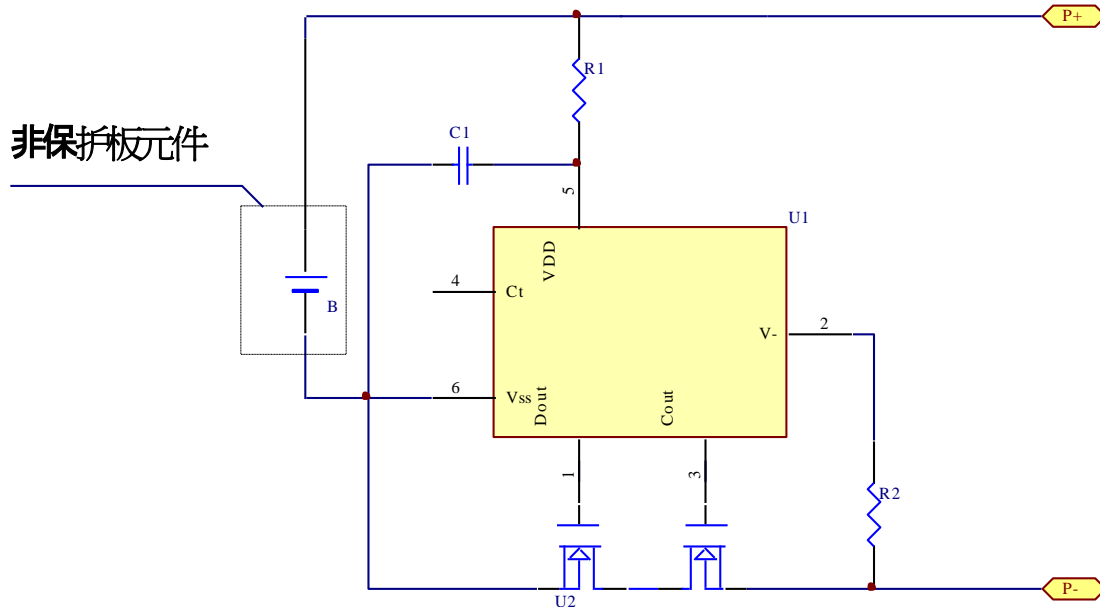 P+
R1
非保护板元件
C1
5
U1
VDD
4
Ct
B
2
V-
6
Vss
Dout
Cout
1
3
R2
U2
P-